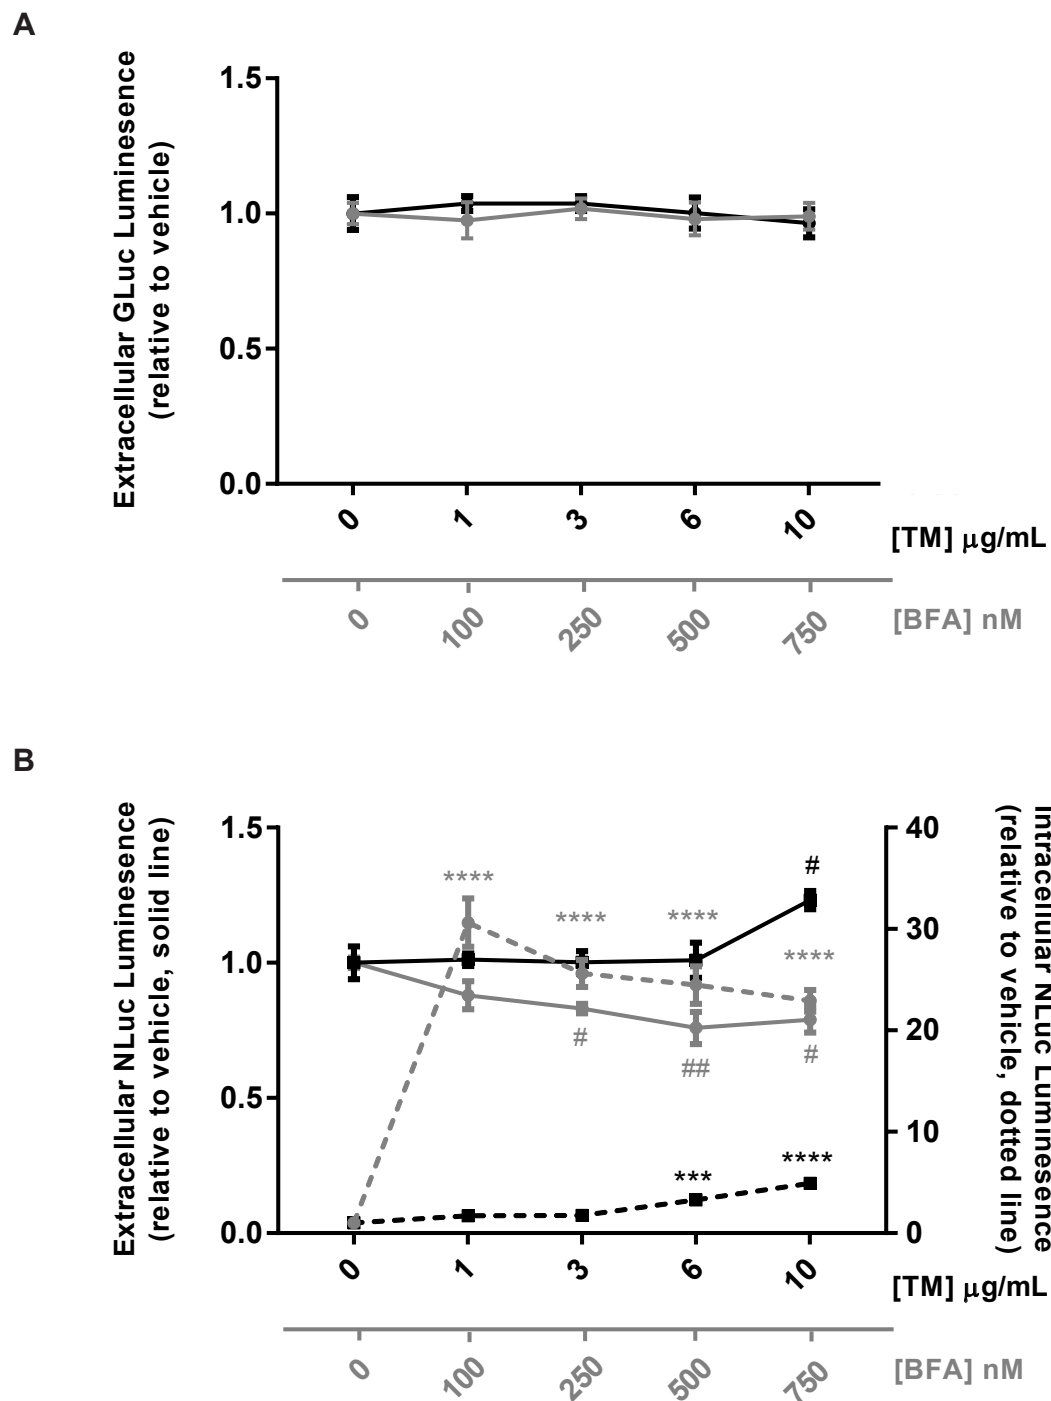 A
Extracellular GLuc Luminesence
(relative to vehicle)
1.5
1.0
0.5
0.0
0 1 3 6 10
[TM] μg/mL
0 100 250 500 750
[BFA] nM
B
Extracellular NLuc Luminesence
(relative to vehicle, solid line)
1.5
1.0
0.5
0.0
**** **** **** ****
#
# ## #
*** ****
40
30
20
10
0
Intracellular NLuc Luminesence
(relative to vehicle, dotted line)
0 1 3 6 10
[TM] μg/mL
0 100 250 500 750
[BFA] nM